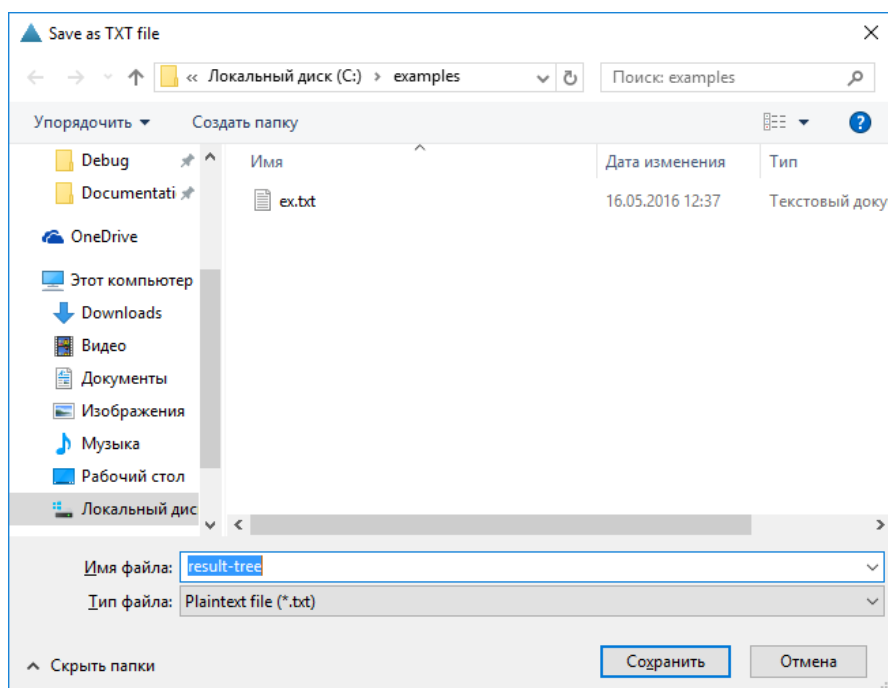 Save as TXT file
« Локальный диск (C:) › examples
Поиск: examples
Упорядочить
Создать папку
Debug
Documentati
OneDrive
Этот компьютер
Downloads
Видео
Документы
Изображения
Музыка
Рабочий стол
Локальный дис
Имя
Дата изменения
Тип
ex.txt
16.05.2016 12:37
Текстовый доку
Имя файла: result-tree
Тип файла: Plaintext file (*.txt)
Скрыть папки
Сохранить
Отмена